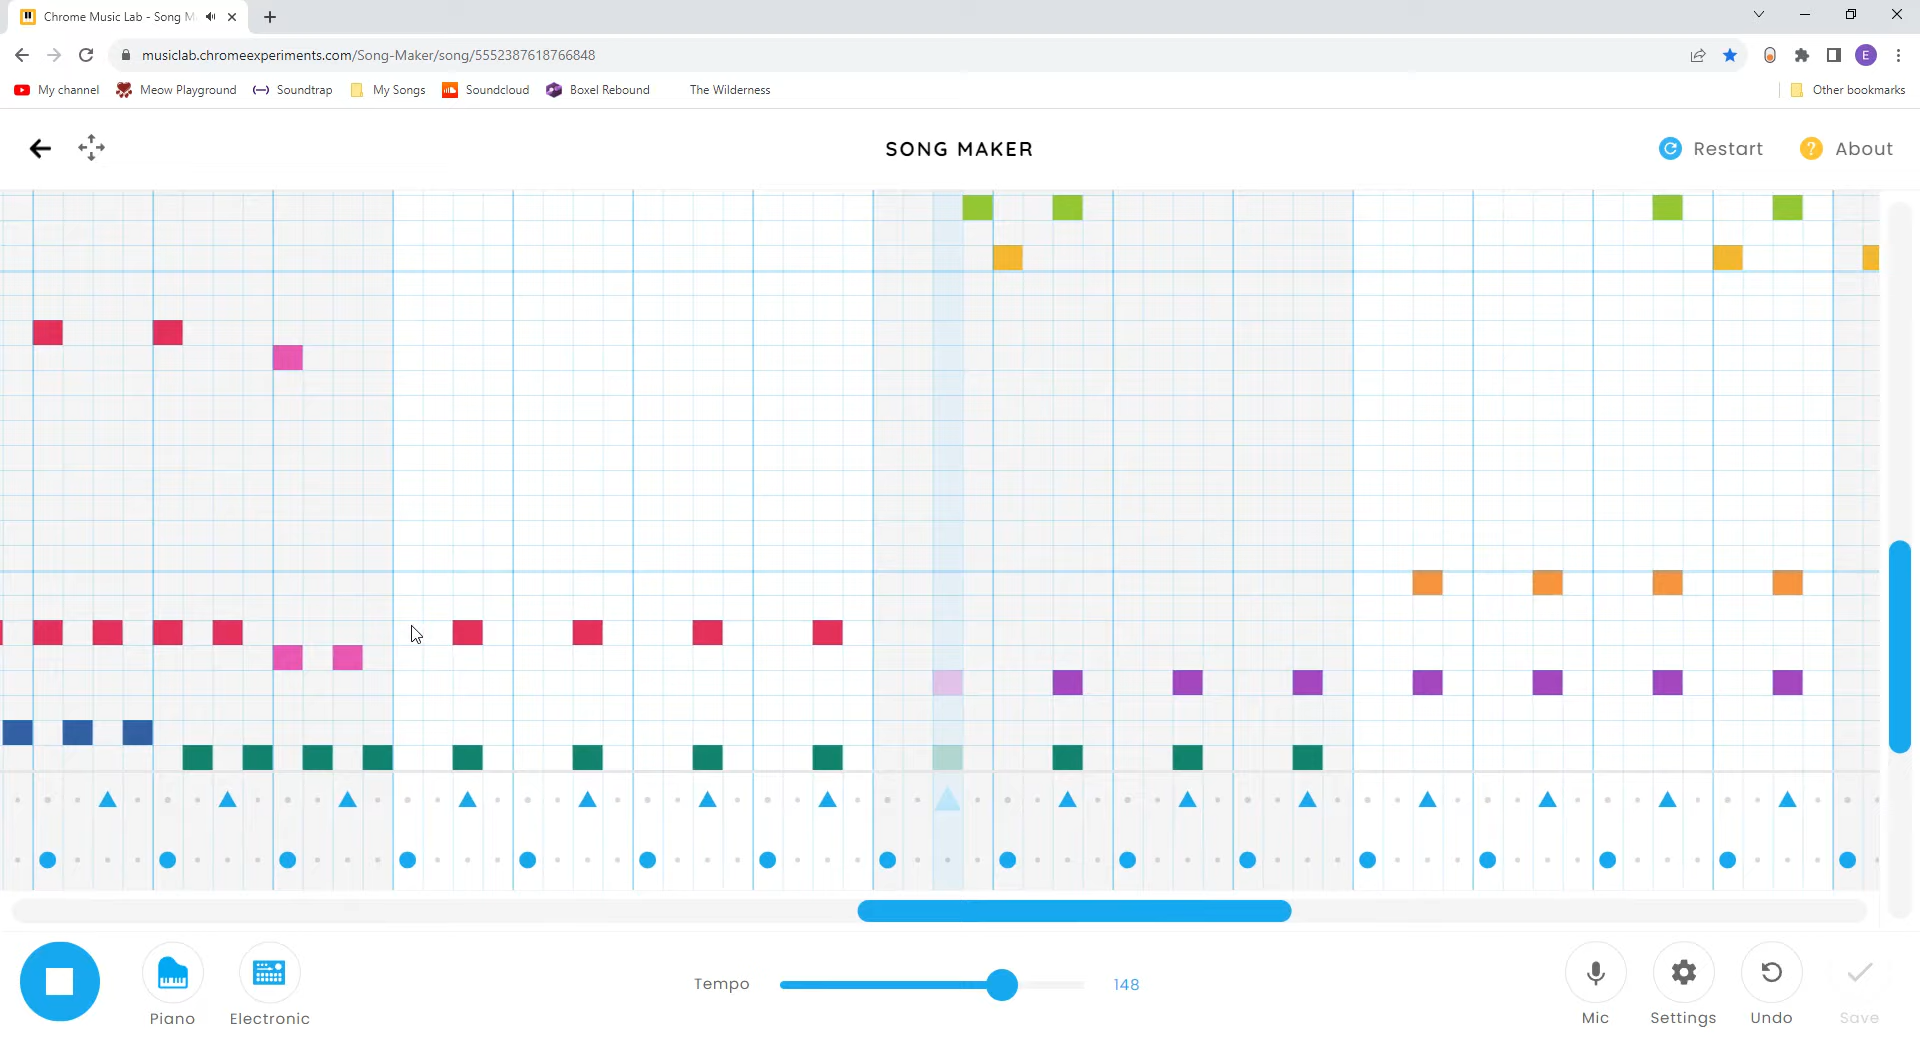 Chrome Music Lab - Song M
musiclab.chromeexperiments.com/Song-Maker/song/5552387618766848
E
My channel
Meow Playground
Soundtrap
My Songs
Soundcloud
Boxel Rebound
The Wilderness
Other bookmarks
SONG MAKER
Restart
? About
Tempo
148
Piano
Electronic
Mic
Settings
Undo
Save